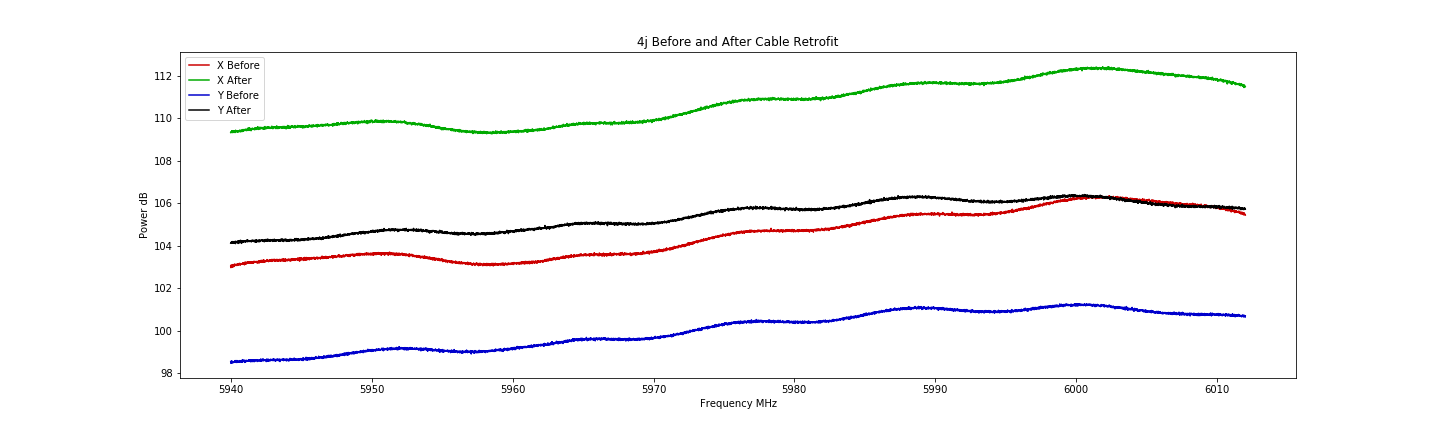 4j Before and After Cable Retrofit
X Before
X After
Y Before
Y After
112
110
108
106
104
102
100
98
Power dB
5940 5950 5960 5970 5980 5990 6000 6010
Frequency MHz